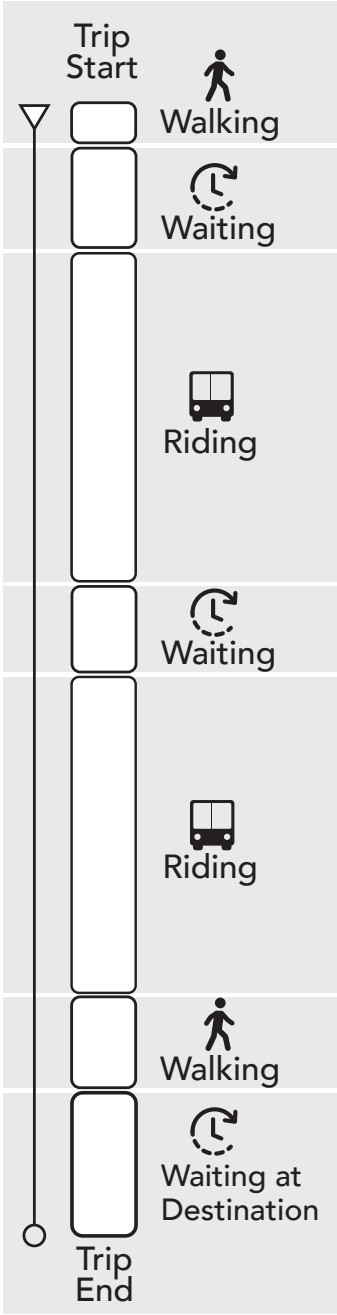 Trip
Start
Walking
Waiting
Riding
Waiting
Riding
Walking
Waiting at
Destination
Trip
End